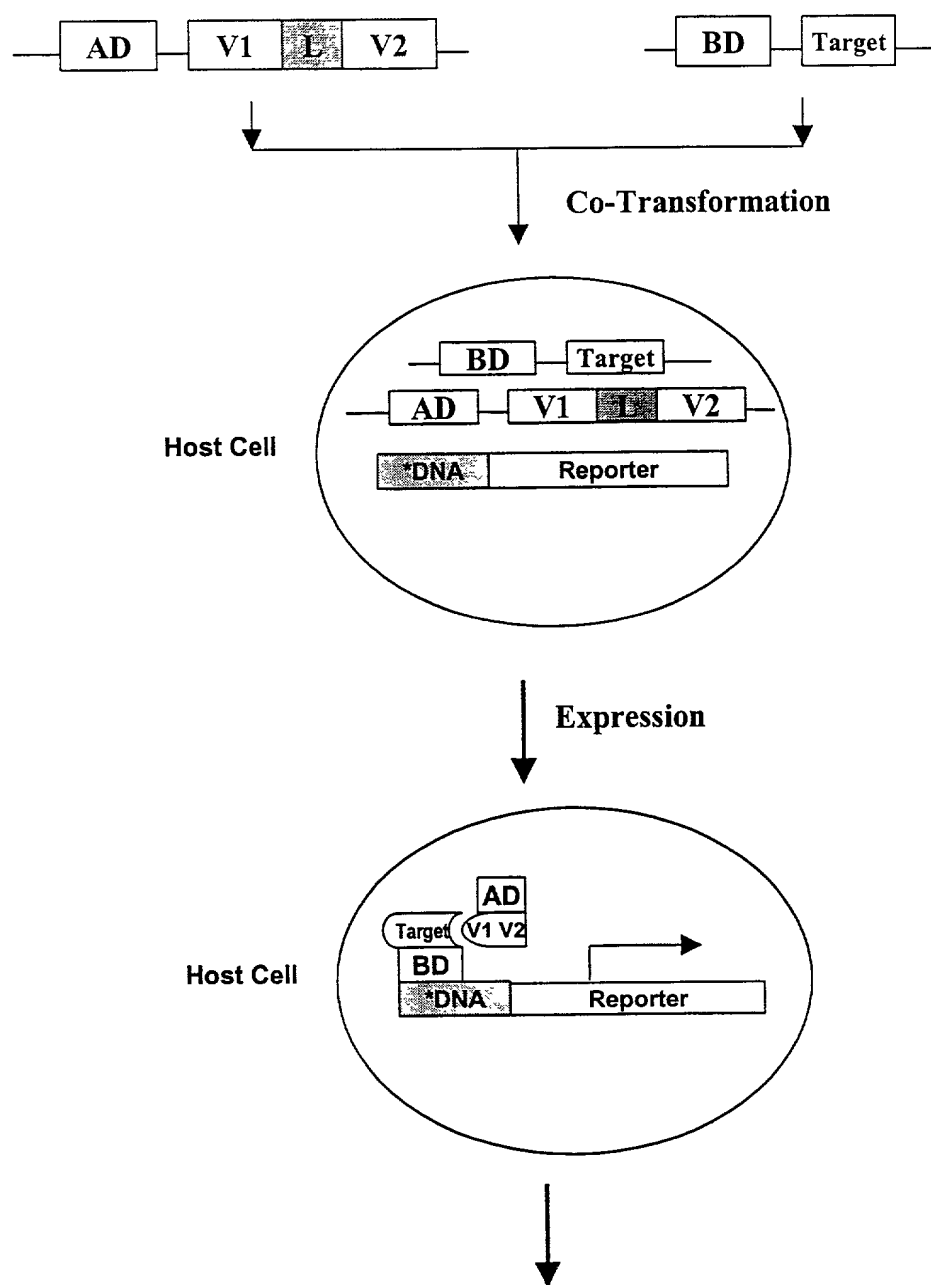 AD V1 L V2 BD Target
Co-Transformation
BD Target
AD V1 L V2
Host Cell
*DNA Reporter
Expression
AD
Target V1 V2
BD
Host Cell
*DNA Reporter